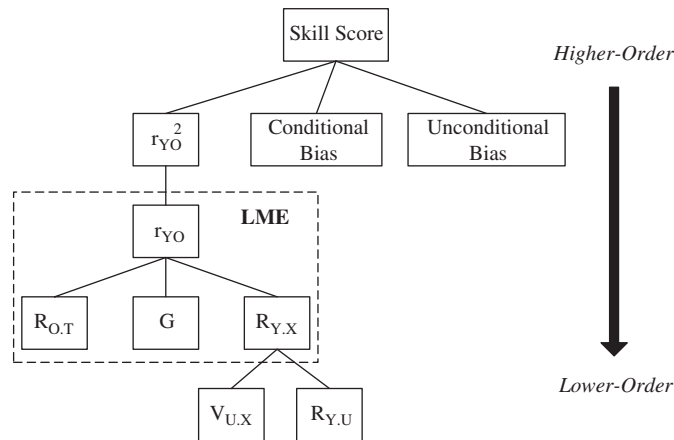 Skill Score
Higher-Order
r_YO^2
Conditional
Bias
Unconditional
Bias
LME
r_YO
R_O.T
G
R_Y.X
Lower-Order
V_U.X
R_Y.U